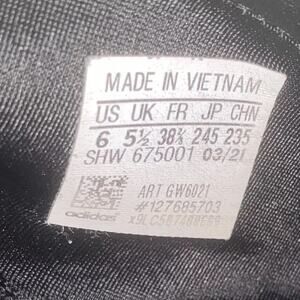 MADE IN VIETNAM
US UK FR JP CHN
6 5½ 38⅔ 245 235
SHW 675001 03/21
ART GW6021
#127685703
adidas